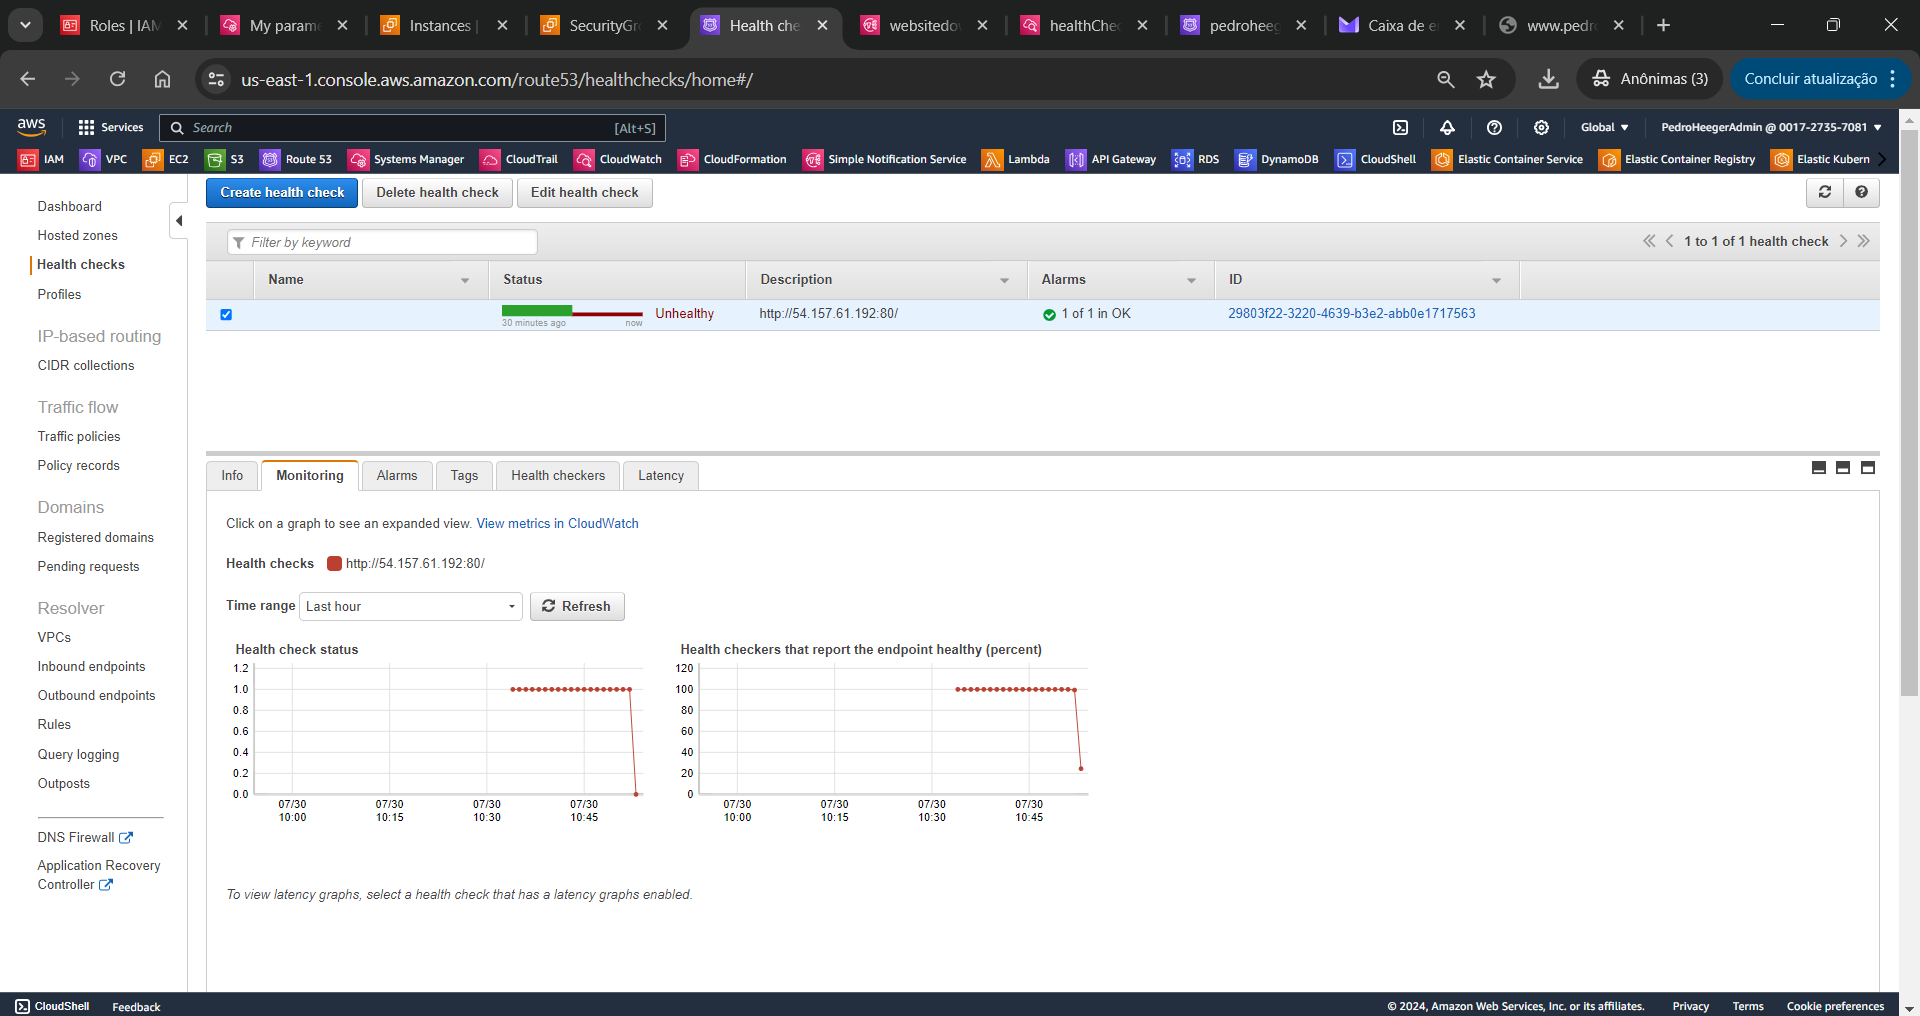 Roles | IAM
My parame
Instances |
SecurityGro
Health che
websitedo
healthChec
pedroheeg
Caixa de e
www.pedr
us-east-1.console.aws.amazon.com/route53/healthchecks/home#/
Anônimas (3)
Concluir atualização
aws
Services
Search
[Alt+S]
Global
PedroHeegerAdmin @ 0017-2735-7081
IAM
VPC
EC2
S3
Route 53
Systems Manager
CloudTrail
CloudWatch
CloudFormation
Simple Notification Service
Lambda
API Gateway
RDS
DynamoDB
CloudShell
Elastic Container Service
Elastic Container Registry
Elastic Kubern
Dashboard
Hosted zones
Health checks
Profiles
IP-based routing
CIDR collections
Traffic flow
Traffic policies
Policy records
Domains
Registered domains
Pending requests
Resolver
VPCs
Inbound endpoints
Outbound endpoints
Rules
Query logging
Outposts
DNS Firewall
Application Recovery
Controller
Create health check
Delete health check
Edit health check
Filter by keyword
1 to 1 of 1 health check
Name
Status
Description
Alarms
ID
30 minutes ago
now
Unhealthy
http://54.157.61.192:80/
1 of 1 in OK
29803f22-3220-4639-b3e2-abb0e1717563
Info
Monitoring
Alarms
Tags
Health checkers
Latency
Click on a graph to see an expanded view. View metrics in CloudWatch
Health checks
http://54.157.61.192:80/
Time range
Last hour
Refresh
Health check status
1.2
1.0
0.8
0.6
0.4
0.2
0.0
07/30
10:00
07/30
10:15
07/30
10:30
07/30
10:45
Health checkers that report the endpoint healthy (percent)
120
100
80
60
40
20
0
07/30
10:00
07/30
10:15
07/30
10:30
07/30
10:45
To view latency graphs, select a health check that has a latency graphs enabled.
CloudShell
Feedback
© 2024, Amazon Web Services, Inc. or its affiliates.
Privacy
Terms
Cookie preferences